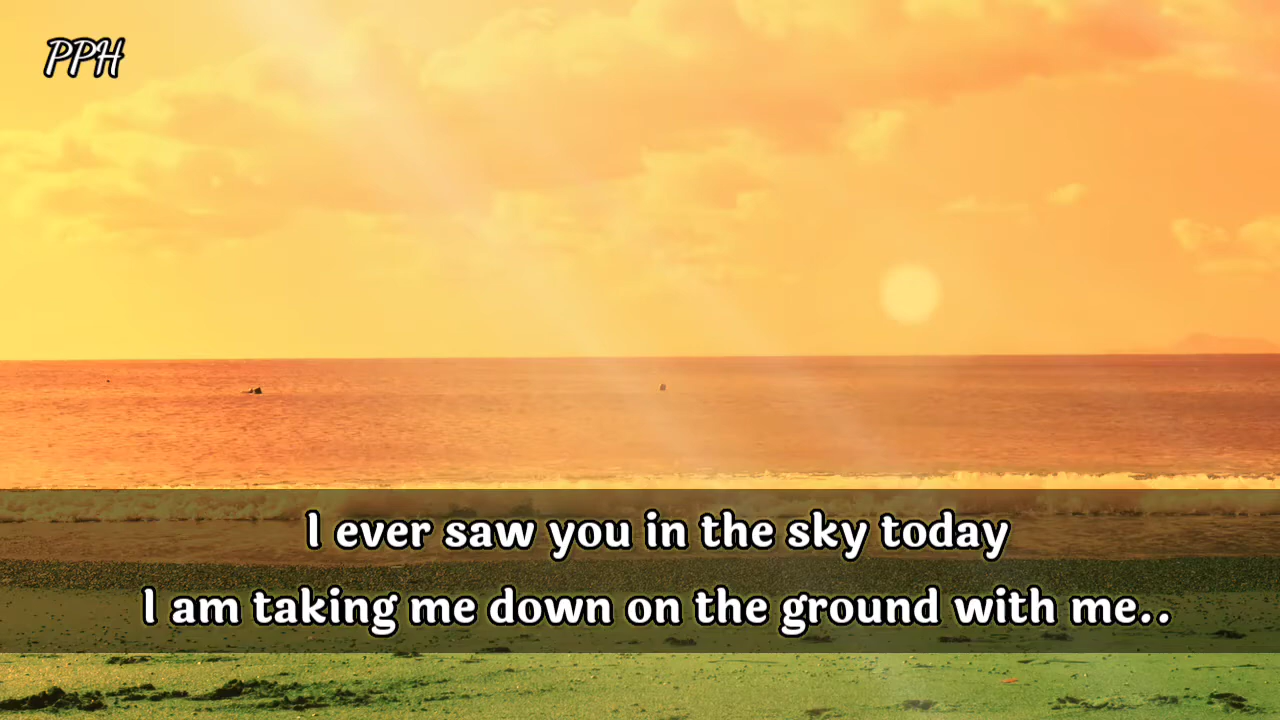 PPH
I ever saw you in the sky today
I am taking me down on the ground with me..